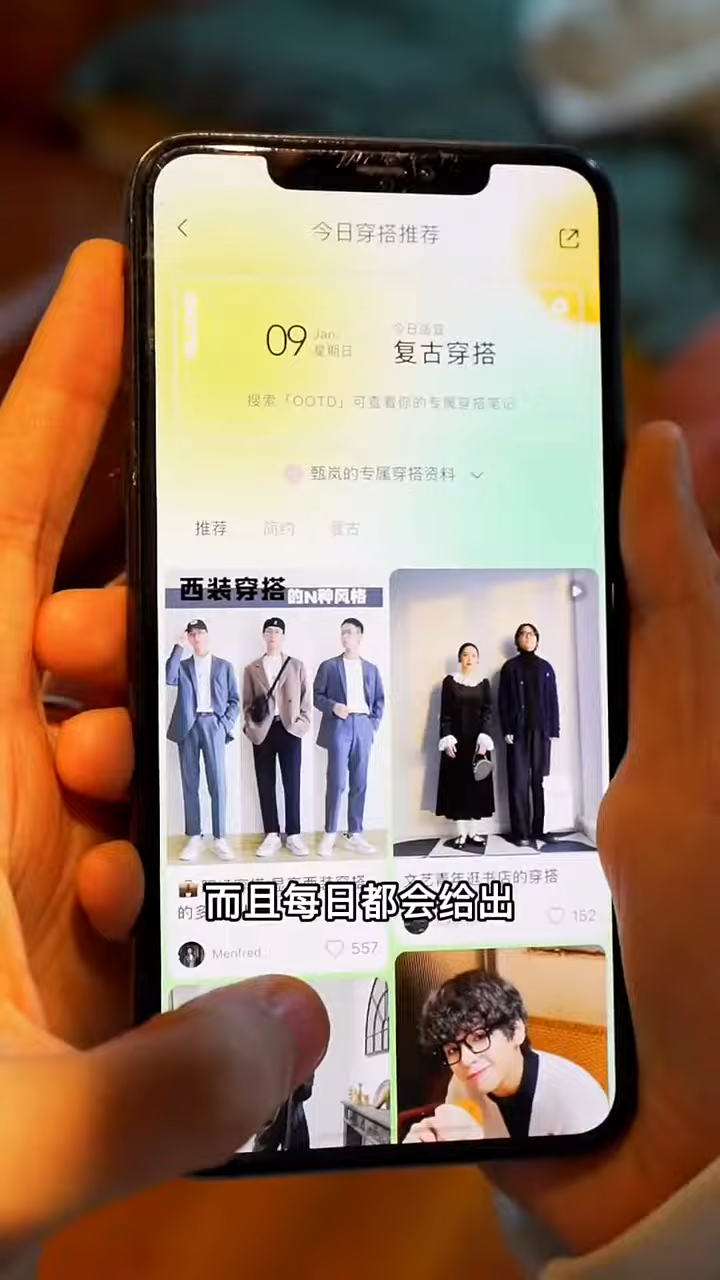 今日穿搭推荐
09
Jan.
星期日
今日适宜
复古穿搭
搜索「OOTD」可查看你的专属穿搭笔记
甄岚的专属穿搭资料
推荐 简约 复古
西装穿搭的N种风格
文艺青年逛书店的穿搭
而且每日都会给出
的多
152
Menfred...
557